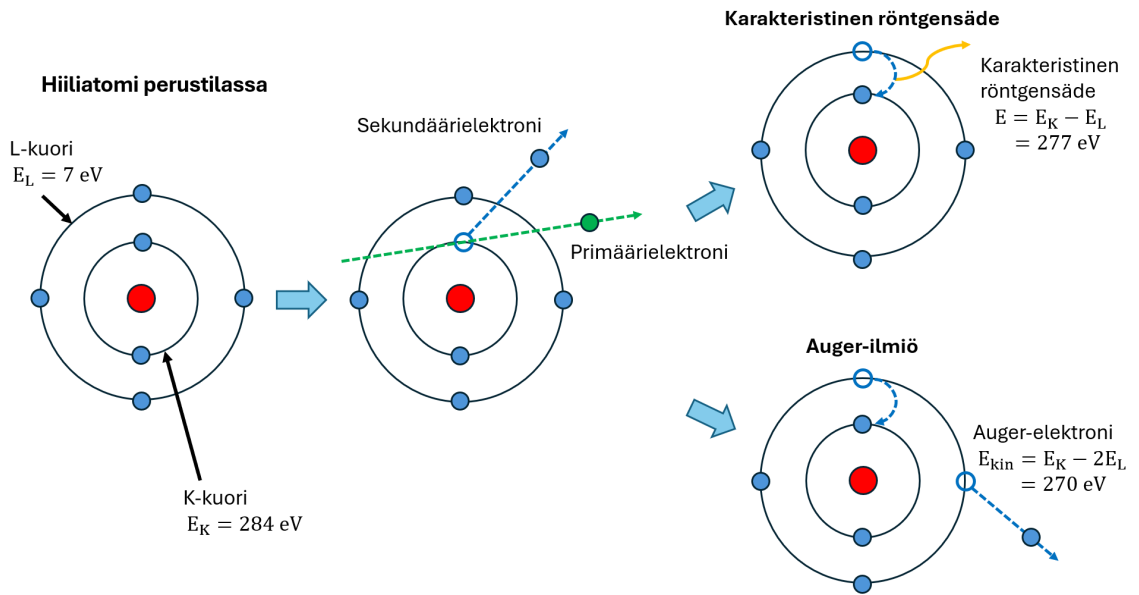 Hiiliatomi perustilassa
L-kuori
E_L = 7 eV
K-kuori
E_K = 284 eV
Sekundäärielektroni
Primäärielektroni
Karakteristinen röntgensäde
Karakteristinen
röntgensäde
E = E_K − E_L
= 277 eV
Auger-ilmiö
Auger-elektroni
E_kin = E_K − 2E_L
= 270 eV